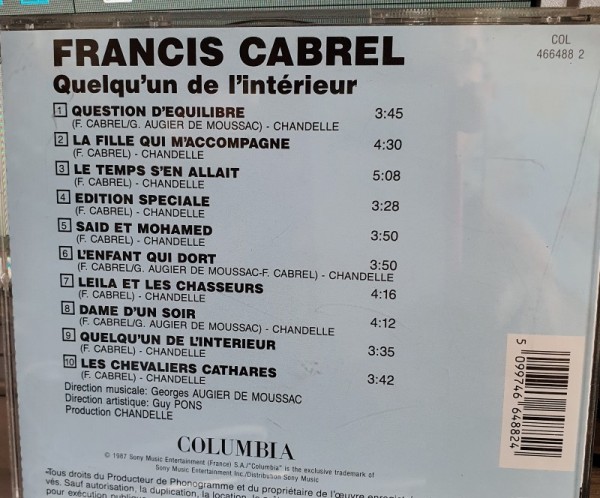 FRANCIS CABREL
COL
466488 2
Quelqu'un de l'intérieur
1 QUESTION D'EQUILIBRE 3:45
(F. CABREL/G. AUGIER DE MOUSSAC) - CHANDELLE
2 LA FILLE QUI M'ACCOMPAGNE 4:30
(F. CABREL) - CHANDELLE
3 LE TEMPS S'EN ALLAIT 5:08
(F. CABREL) - CHANDELLE
4 EDITION SPECIALE 3:28
(F. CABREL) - CHANDELLE
5 SAID ET MOHAMED 3:50
(F. CABREL) - CHANDELLE
6 L'ENFANT QUI DORT 3:50
(F. CABREL/G. AUGIER DE MOUSSAC-F. CABREL) - CHANDELLE
7 LEILA ET LES CHASSEURS 4:16
(F. CABREL) - CHANDELLE
8 DAME D'UN SOIR 4:12
(F. CABREL/G. AUGIER DE MOUSSAC) - CHANDELLE
9 QUELQU'UN DE L'INTERIEUR 3:35
(F. CABREL) - CHANDELLE
10 LES CHEVALIERS CATHARES 3:42
(F. CABREL) - CHANDELLE
Direction musicale: Georges AUGIER DE MOUSSAC
Direction artistique: Guy PONS
Production CHANDELLE
5 099746 648824
COLUMBIA
© 1987 Sony Music Entertainment (France) S.A./"Columbia" is the exclusive trademark of
Sony Music Entertainment Inc./Distribution Sony Music
Tous droits du Producteur de Phonogramme et du propriétaire de l'œuvre enregist
vés. Sauf autorisation, la duplication, la location, le
pour exécution publique